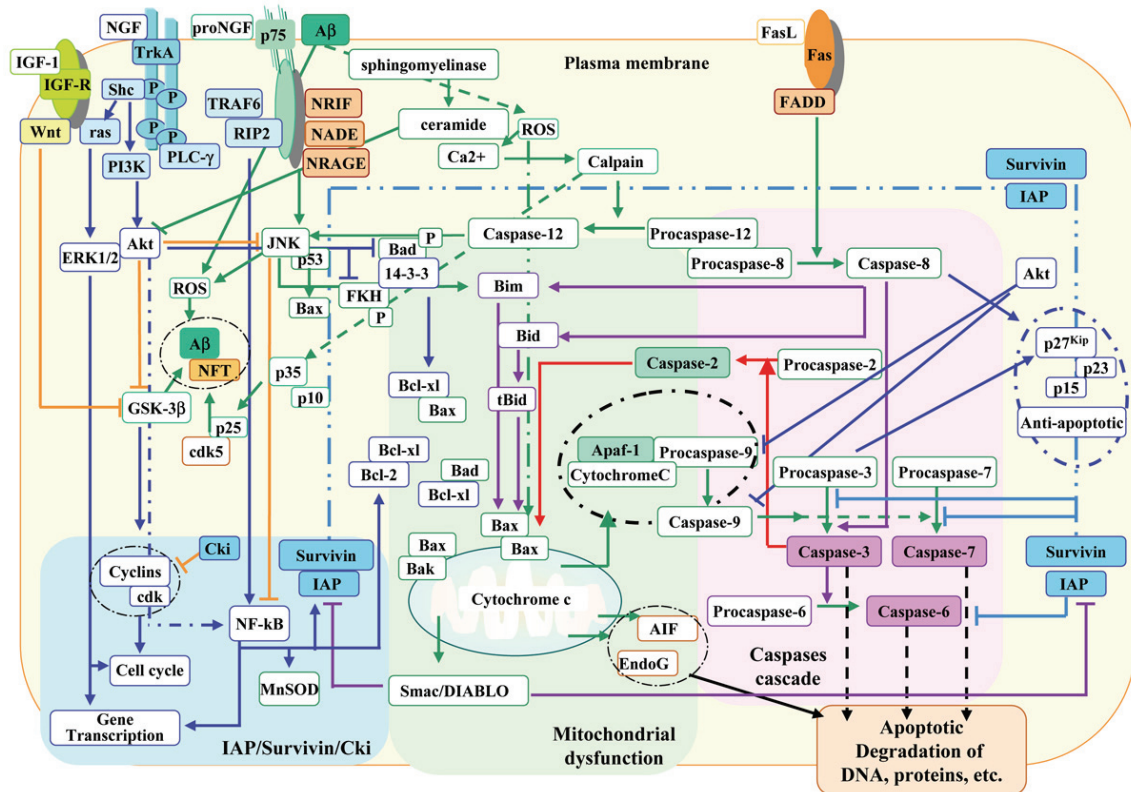 NGF
proNGF
p75
Aβ
FasL
IGF-1
TrkA
Fas
IGF-R
Shc
P
P
P
P
sphingomyelinase
Plasma membrane
TRAF6
NRIF
FADD
Wnt
ras
RIP2
NADE
ceramide
ROS
PI3K
PLC-γ
NRAGE
Ca2+
Calpain
Survivin
IAP
ERK1/2
Akt
JNK
p53
Bad
P
Caspase-12
Procaspase-12
14-3-3
Procaspase-8
Caspase-8
Akt
ROS
Bax
FKH
P
Bim
Bid
p27Kip
p23
p15
Aβ
NFT
p35
p10
Caspase-2
Procaspase-2
Bcl-xl
Bax
tBid
GSK-3β
p25
cdk5
Anti-apoptotic
Bcl-xl
Bcl-2
Apaf-1
Procaspase-9
CytochromeC
Bad
Bcl-xl
Procaspase-3
Procaspase-7
Caspase-9
Bax
Bax
Cki
Survivin
IAP
Bax
Bak
Caspase-3
Caspase-7
Survivin
IAP
Cyclins
cdk
Cytochrome c
Procaspase-6
Caspase-6
NF-kB
AIF
EndoG
Cell cycle
MnSOD
Smac/DIABLO
Caspases
cascade
Gene
Transcription
IAP/Survivin/Cki
Mitochondrial
dysfunction
Apoptotic
Degradation of
DNA, proteins, etc.